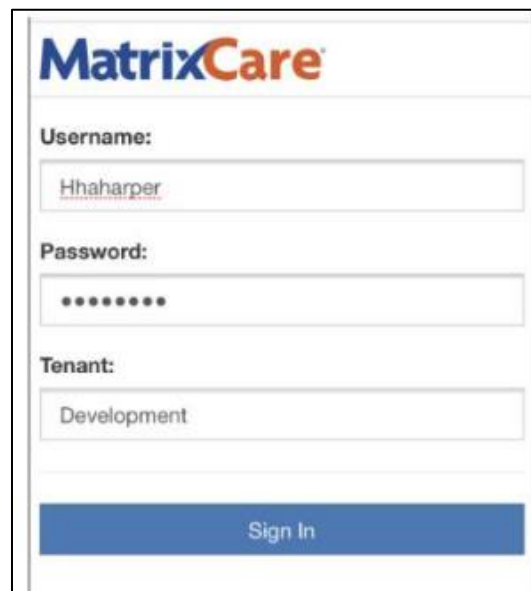 MatrixCare
Username:
Hhaharper
Password:
••••••••
Tenant:
Development
Sign In